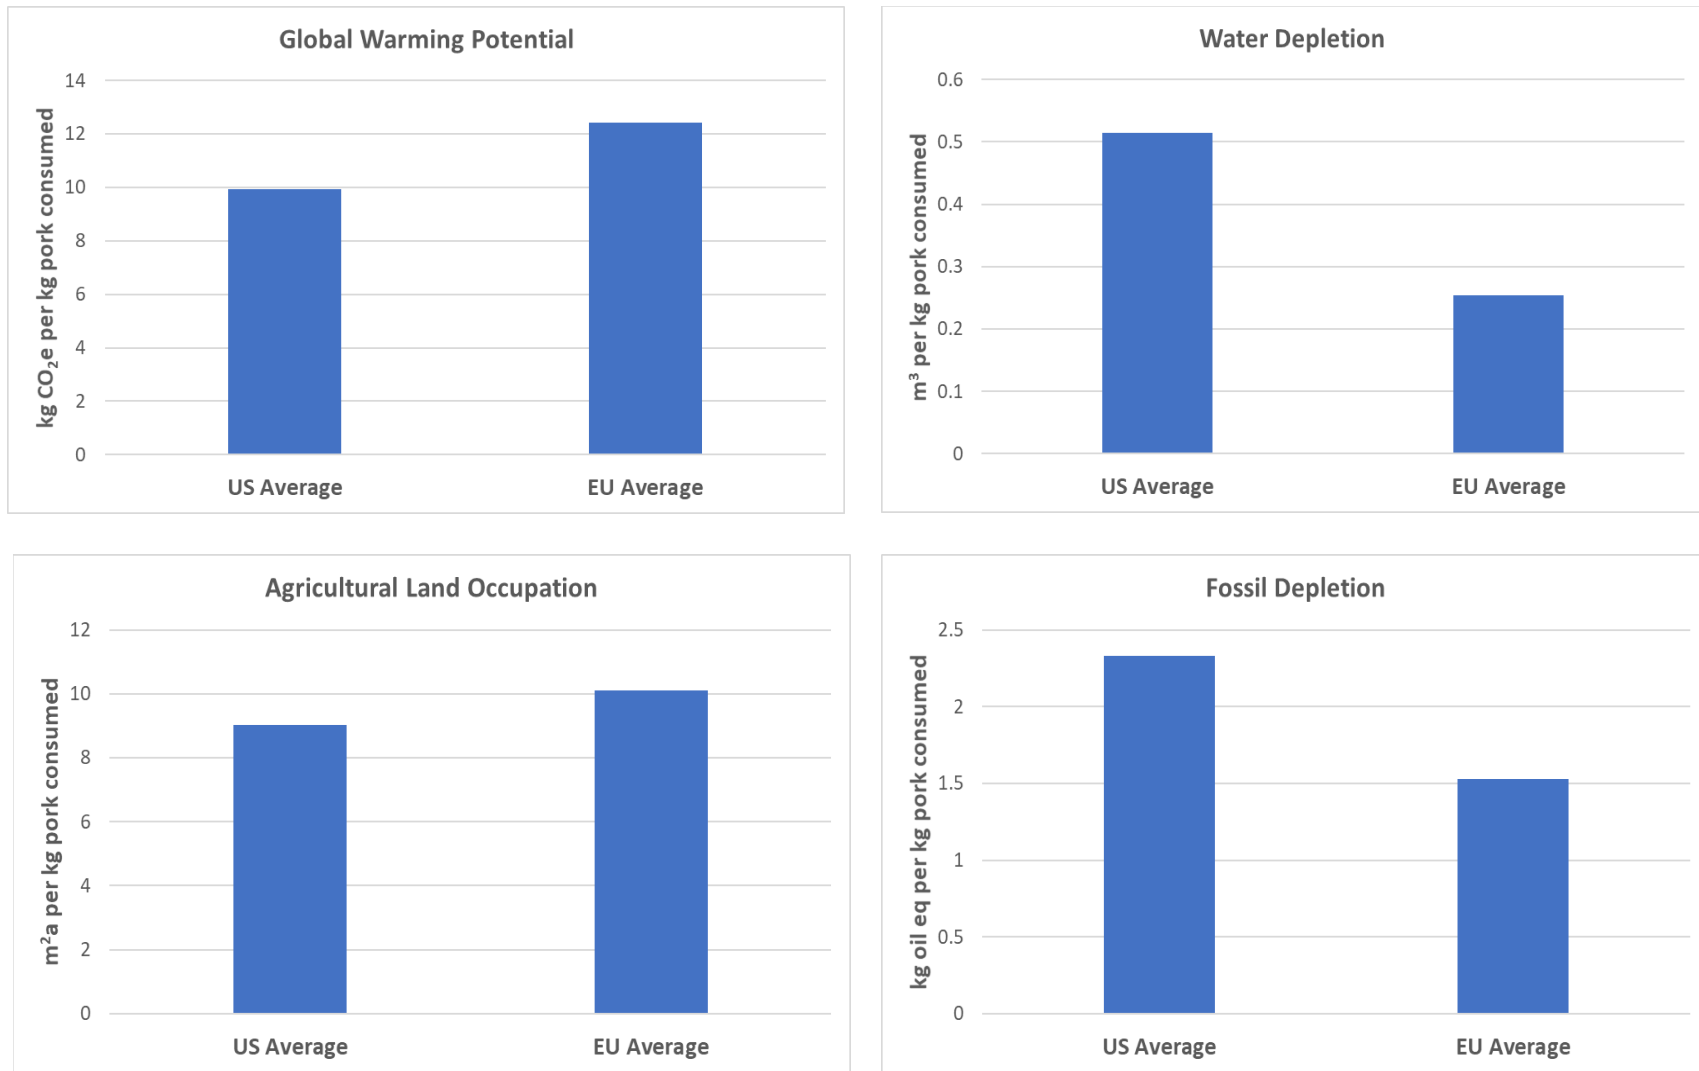 Global Warming Potential
kg CO₂e per kg pork consumed
14
12
10
8
6
4
2
0
US Average
EU Average
Water Depletion
m³ per kg pork consumed
0.6
0.5
0.4
0.3
0.2
0.1
0
US Average
EU Average
Agricultural Land Occupation
m²a per kg pork consumed
12
10
8
6
4
2
0
US Average
EU Average
Fossil Depletion
kg oil eq per kg pork consumed
2.5
2
1.5
1
0.5
0
US Average
EU Average